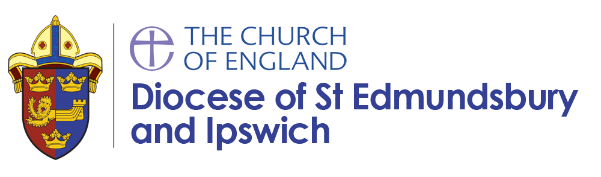 THE CHURCH
OF ENGLAND
Diocese of St Edmundsbury
and Ipswich